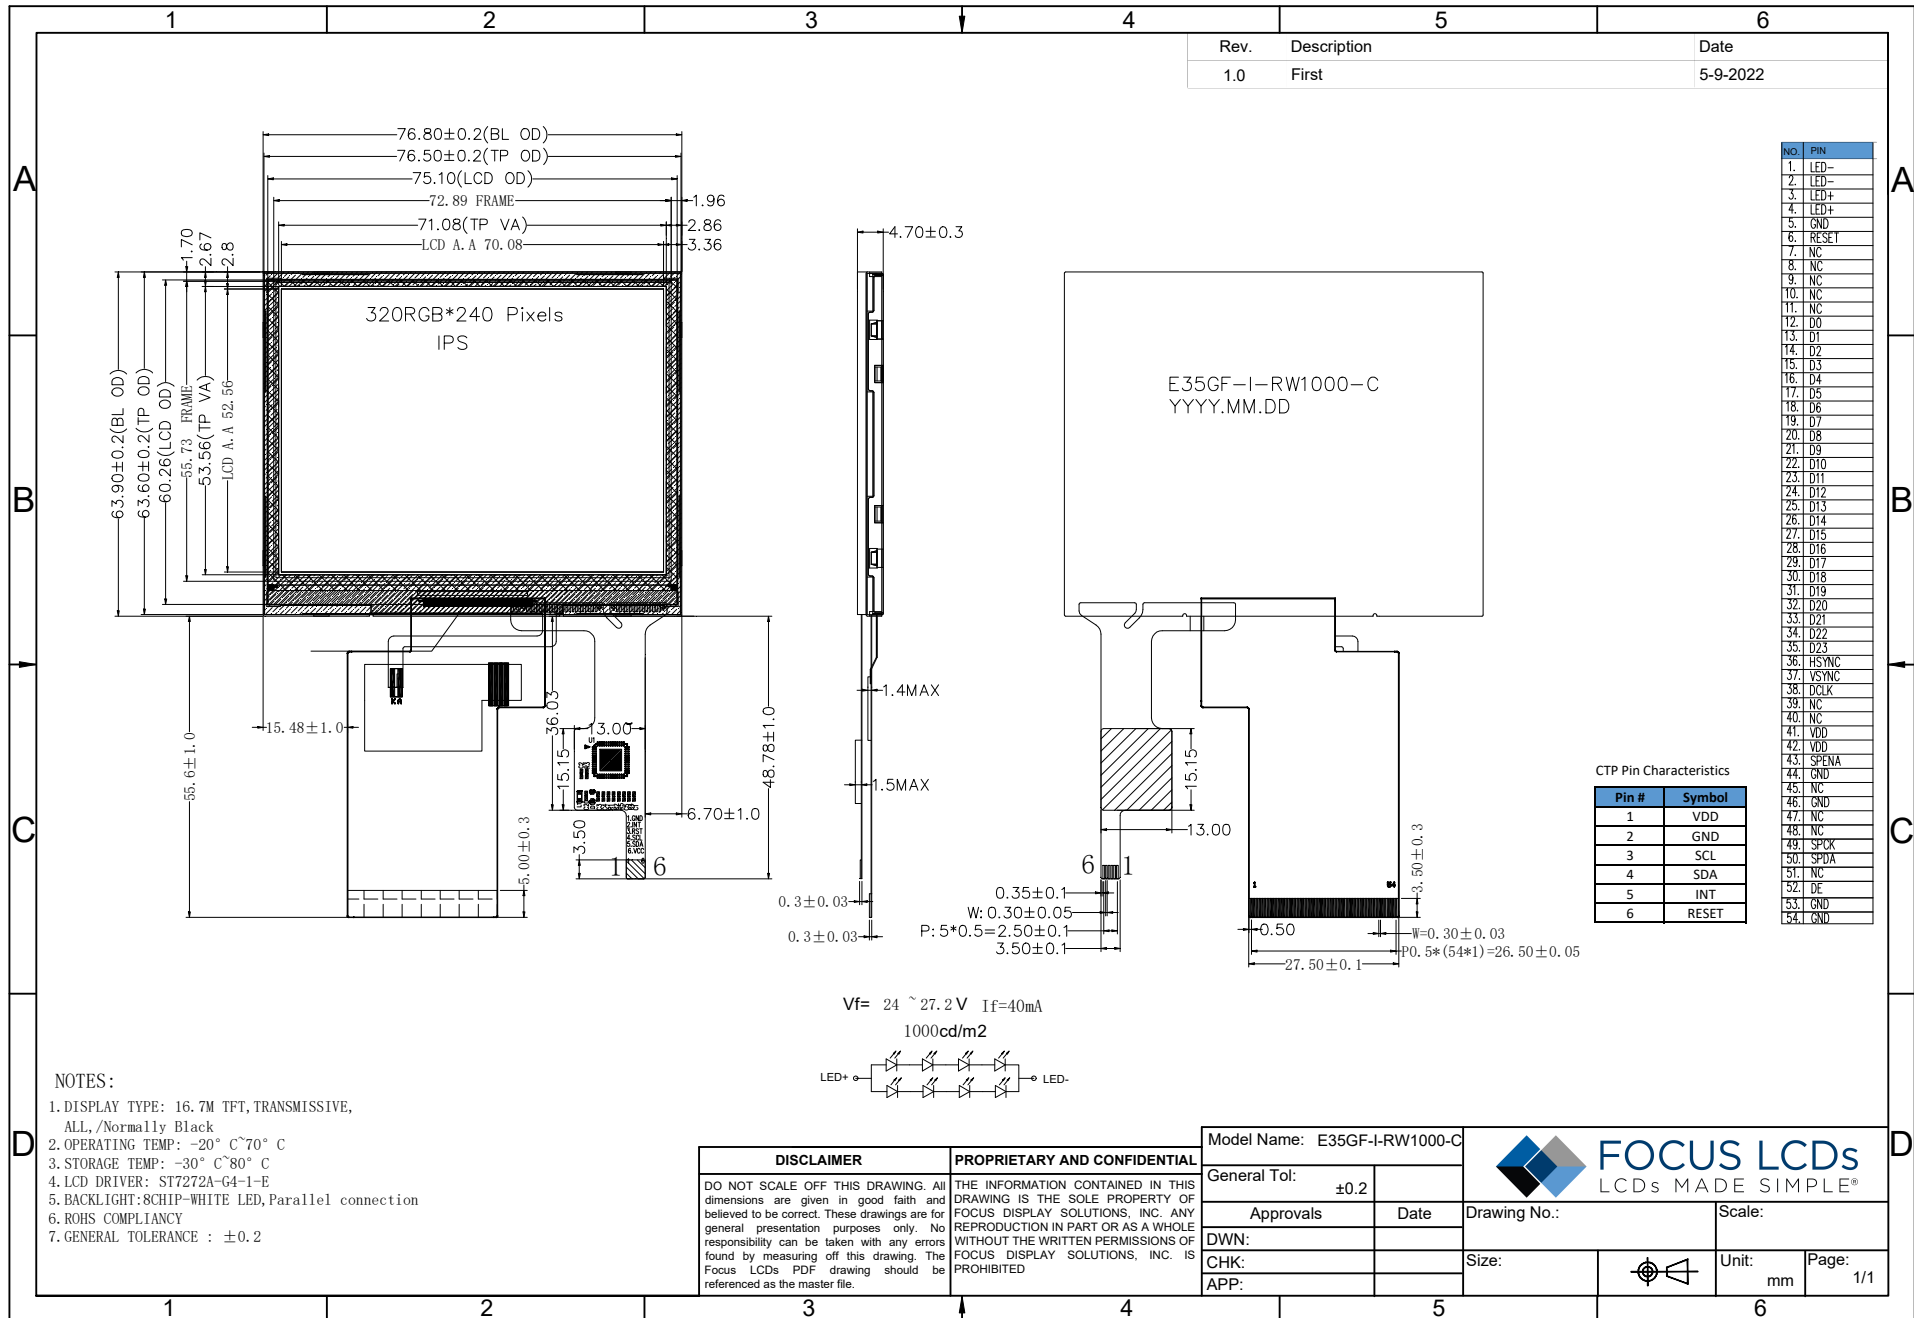 1 2 3 4 5 6
Rev. Description Date
1.0 First 5-9-2022
A
B
C
D
A
B
C
D
76.80±0.2(BL OD)
76.50±0.2(TP OD)
75.10(LCD OD)
72.89 FRAME
1.96
71.08(TP VA)
2.86
LCD A.A 70.08
3.36
1.70
2.67
2.8
63.90±0.2(BL OD)
63.60±0.2(TP OD)
60.26(LCD OD)
55.73 FRAME
53.56(TP VA)
LCD A.A 52.56
320RGB*240 Pixels
IPS
4.70±0.3
E35GF-I-RW1000-C
YYYY.MM.DD
15.48±1.0
55.6±1.0
5.00±0.3
KA
36.03
13.00
15.15
U1
3.50
1.GND
2.INT
3.RST
4.SCL
5.SDA
6.VCC
1 6
48.78±1.0
6.70±1.0
1.4MAX
1.5MAX
0.3±0.03
0.3±0.03
15.15
13.00
6 1
0.35±0.1
W:0.30±0.05
P:5*0.5=2.50±0.1
3.50±0.1
1 54
3.50±0.3
0.50
W=0.30±0.03
P0.5*(54*1)=26.50±0.05
27.50±0.1
NO. PIN
1. LED-
2. LED-
3. LED+
4. LED+
5. GND
6. RESET
7. NC
8. NC
9. NC
10. NC
11. NC
12. D0
13. D1
14. D2
15. D3
16. D4
17. D5
18. D6
19. D7
20. D8
21. D9
22. D10
23. D11
24. D12
25. D13
26. D14
27. D15
28. D16
29. D17
30. D18
31. D19
32. D20
33. D21
34. D22
35. D23
36. HSYNC
37. VSYNC
38. DCLK
39. NC
40. NC
41. VDD
42. VDD
43. SPENA
44. GND
45. NC
46. GND
47. NC
48. NC
49. SPCK
50. SPDA
51. NC
52. DE
53. GND
54. GND
CTP Pin Characteristics
Pin # Symbol
1 VDD
2 GND
3 SCL
4 SDA
5 INT
6 RESET
Vf= 24 ~27.2 V If=40mA
1000cd/m2
LED+ LED-
NOTES:
1.DISPLAY TYPE: 16.7M TFT,TRANSMISSIVE,
ALL,/Normally Black
2.OPERATING TEMP: -20° C~70° C
3.STORAGE TEMP: -30° C~80° C
4.LCD DRIVER: ST7272A-G4-1-E
5.BACKLIGHT:8CHIP-WHITE LED,Parallel connection
6.ROHS COMPLIANCY
7.GENERAL TOLERANCE : ±0.2
DISCLAIMER
DO NOT SCALE OFF THIS DRAWING. All
dimensions are given in good faith and
believed to be correct. These drawings are for
general presentation purposes only. No
responsibility can be taken with any errors
found by measuring off this drawing. The
Focus LCDs PDF drawing should be
referenced as the master file.
PROPRIETARY AND CONFIDENTIAL
THE INFORMATION CONTAINED IN THIS
DRAWING IS THE SOLE PROPERTY OF
FOCUS DISPLAY SOLUTIONS, INC. ANY
REPRODUCTION IN PART OR AS A WHOLE
WITHOUT THE WRITTEN PERMISSIONS OF
FOCUS DISPLAY SOLUTIONS, INC. IS
PROHIBITED
Model Name: E35GF-I-RW1000-C
General Tol:
±0.2
Approvals Date
DWN:
CHK:
APP:
FOCUS LCDs
LCDs MADE SIMPLE®
Drawing No.: Scale:
Size: Unit: mm Page: 1/1
1 2 3 4 5 6